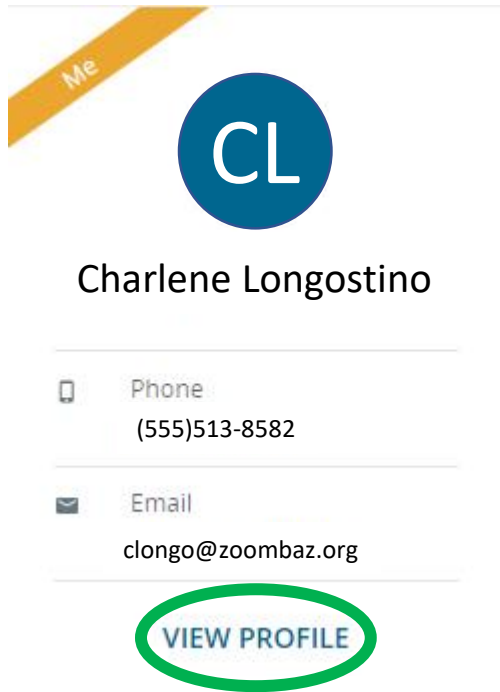 Me
CL
Charlene Longostino
Phone
(555)513-8582
Email
clongo@zoombaz.org
VIEW PROFILE